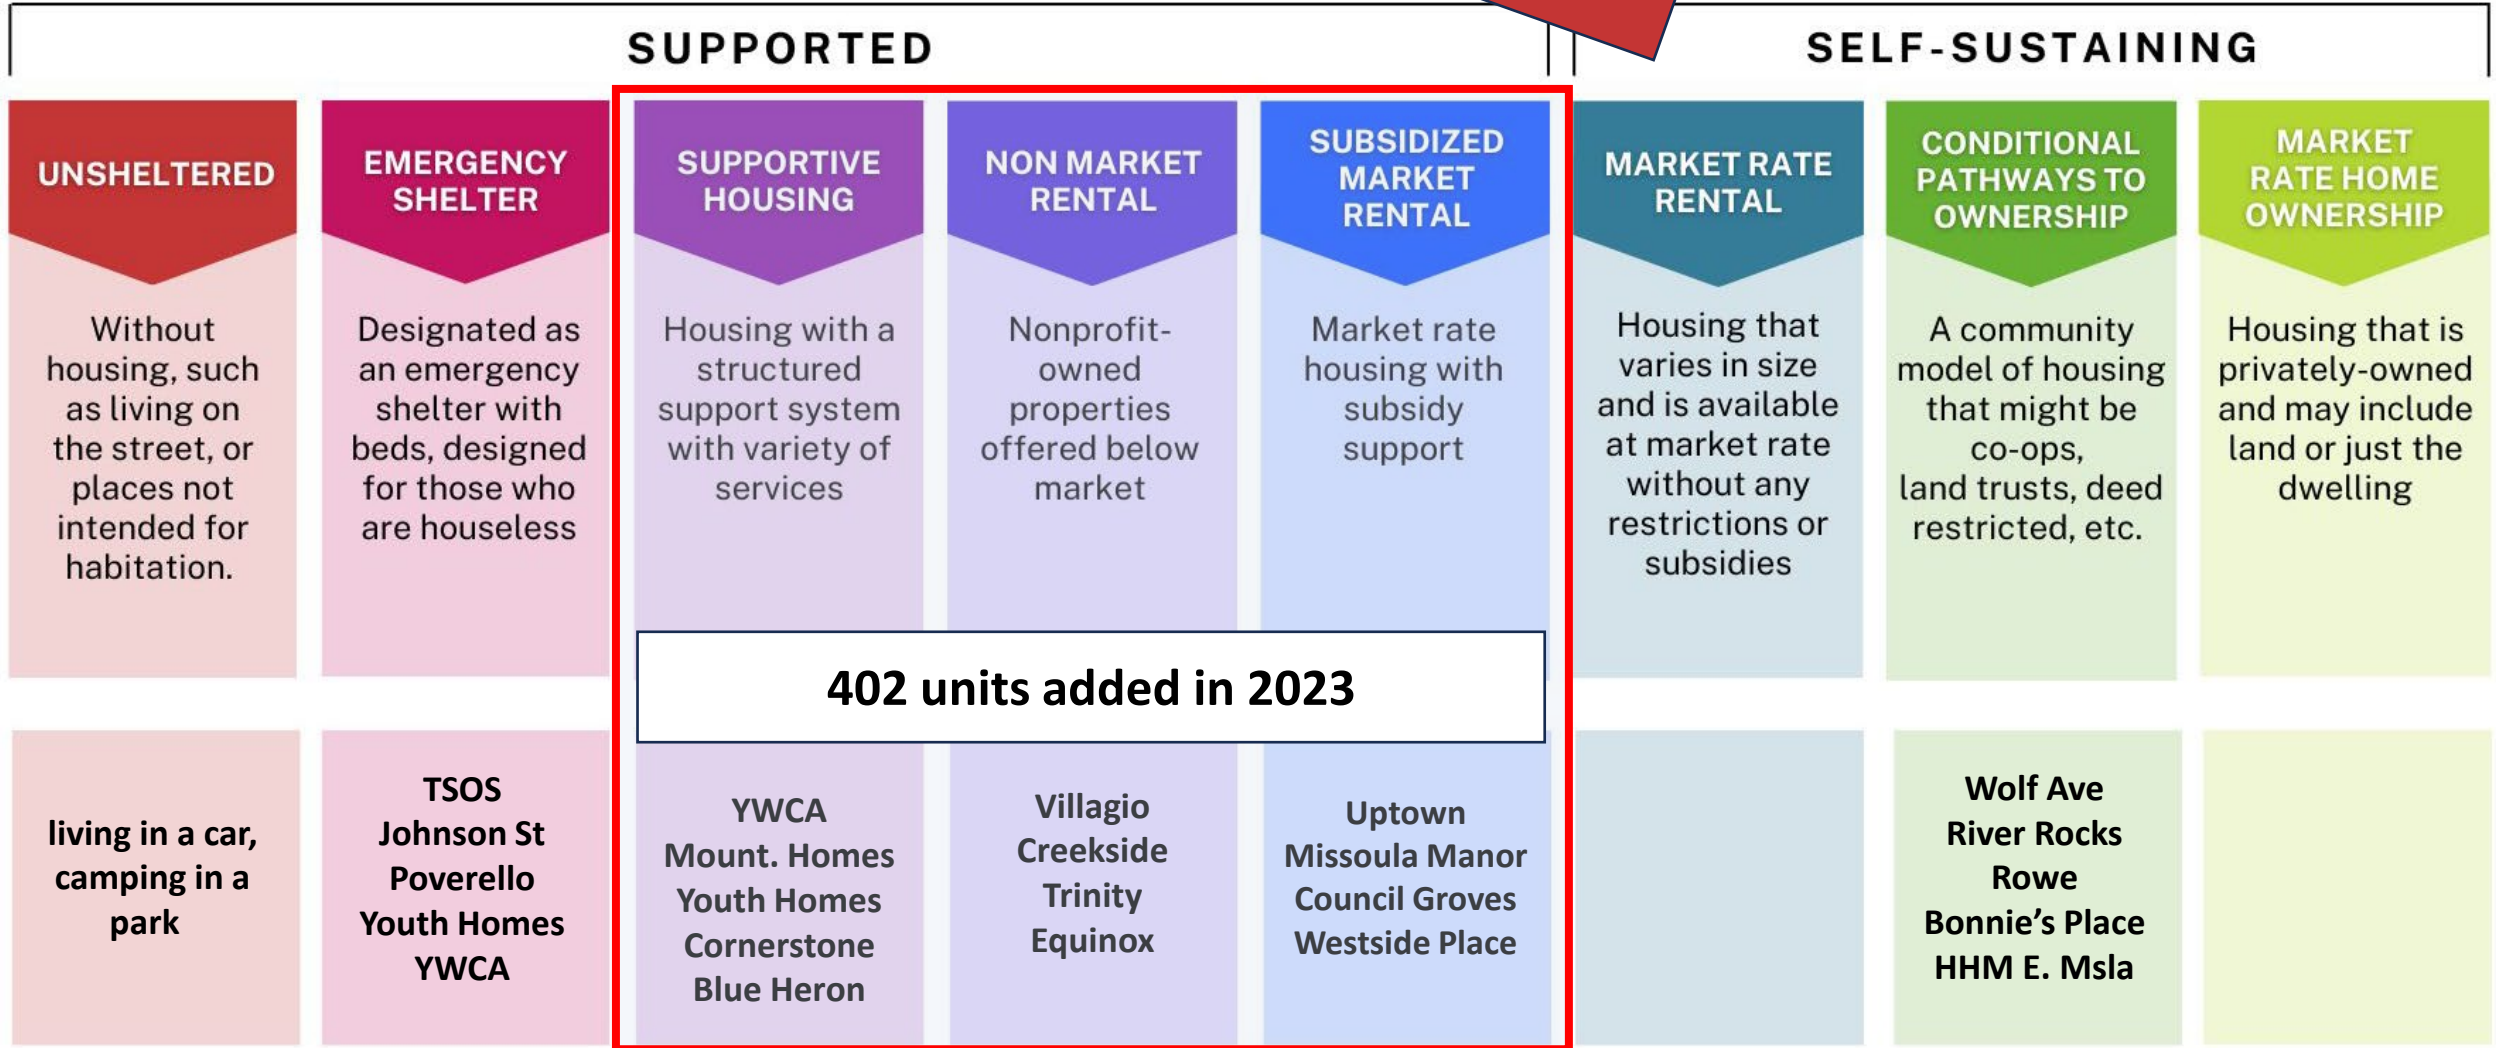 SUPPORTED
SELF-SUSTAINING
UNSHELTERED
Without
housing, such
as living on
the street, or
places not
intended for
habitation.
EMERGENCY
SHELTER
Designated as
an emergency
shelter with
beds, designed
for those who
are houseless
SUPPORTIVE
HOUSING
Housing with a
structured
support system
with variety of
services
NON MARKET
RENTAL
Nonprofit-
owned
properties
offered below
market
SUBSIDIZED
MARKET
RENTAL
Market rate
housing with
subsidy
support
MARKET RATE
RENTAL
Housing that
varies in size
and is available
at market rate
without any
restrictions or
subsidies
CONDITIONAL
PATHWAYS TO
OWNERSHIP
A community
model of housing
that might be
co-ops,
land trusts, deed
restricted, etc.
MARKET
RATE HOME
OWNERSHIP
Housing that is
privately-owned
and may include
land or just the
dwelling
402 units added in 2023
living in a car,
camping in a
park
TSOS
Johnson St
Poverello
Youth Homes
YWCA
YWCA
Mount. Homes
Youth Homes
Cornerstone
Blue Heron
Villagio
Creekside
Trinity
Equinox
Uptown
Missoula Manor
Council Groves
Westside Place
Wolf Ave
River Rocks
Rowe
Bonnie’s Place
HHM E. Msla